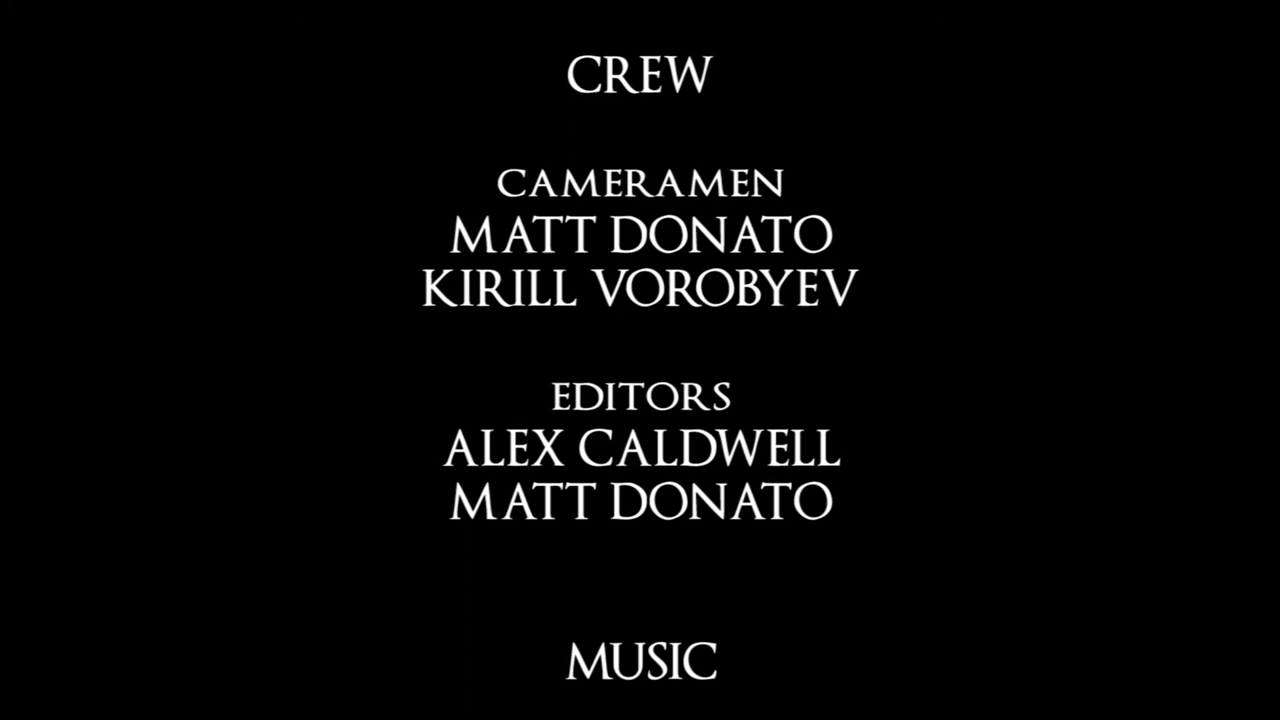 CREW
CAMERAMEN
MATT DONATO
KIRILL VOROBYEV
EDITORS
ALEX CALDWELL
MATT DONATO
MUSIC